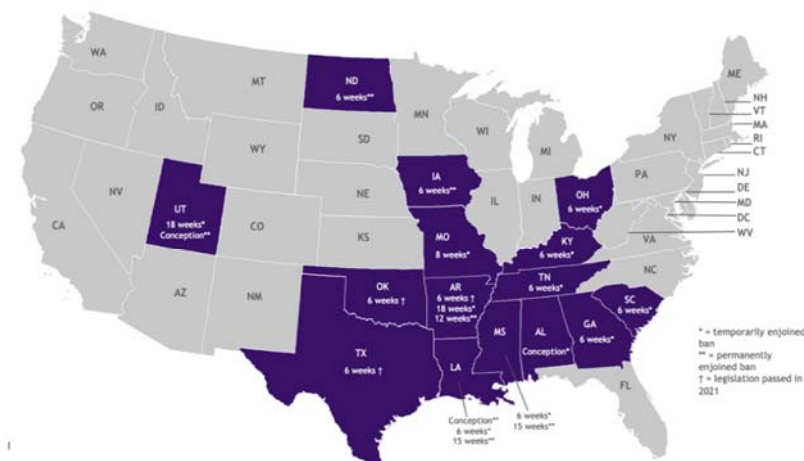 WA
OR
CA
NV
ID
MT
WY
UT
18 weeks*
Conception**
AZ
CO
NM
ND
6 weeks**
SD
NE
KS
OK
6 weeks †
TX
6 weeks †
MN
IA
6 weeks**
MO
8 weeks*
AR
6 weeks †
18 weeks*
12 weeks**
LA
Conception**
6 weeks*
15 weeks**
WI
IL
MI
IN
OH
6 weeks*
KY
6 weeks*
TN
6 weeks*
MS
6 weeks*
15 weeks**
AL
Conception*
GA
6 weeks*
SC
6 weeks*
NC
FL
VA
PA
NY
ME
NH
VT
MA
RI
CT
NJ
DE
MD
DC
WV
* = temporarily enjoined
ban
** = permanently
enjoined ban
† = legislation passed in
2021